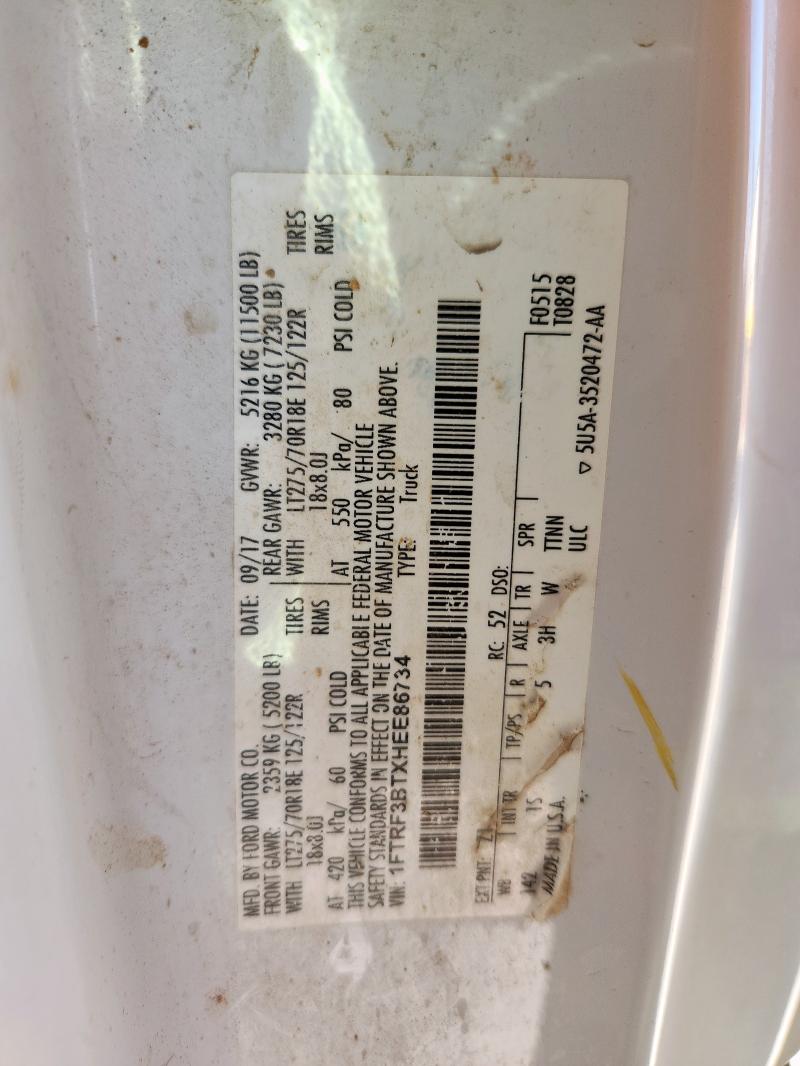 MFD. BY FORD MOTOR CO.
DATE: 09/17 GVWR: 5216 KG (11500 LB)
FRONT GAWR: 2359 KG ( 5200 LB) REAR GAWR: 3280 KG ( 7230 LB)
WITH LT275/70R18E 125/122R TIRES WITH LT275/70R18E 125/122R TIRES
18x8.0J RIMS 18x8.0J RIMS
AT 420 kPa/ 60 PSI COLD AT 550 kPa/ 80 PSI COLD
THIS VEHICLE CONFORMS TO ALL APPLICABLE FEDERAL MOTOR VEHICLE
SAFETY STANDARDS IN EFFECT ON THE DATE OF MANUFACTURE SHOWN ABOVE.
VIN: 1FTRF3BTXHEE86734 TYPE: Truck
EXT PNT: Z1 RC: 52 DSO: F0515
WB INT TR TP/PS R AXLE TR SPR T0828
142 15 5 3H W TTNN
MADE IN U.S.A. ULC
▽ 5U5A-3520472-AA